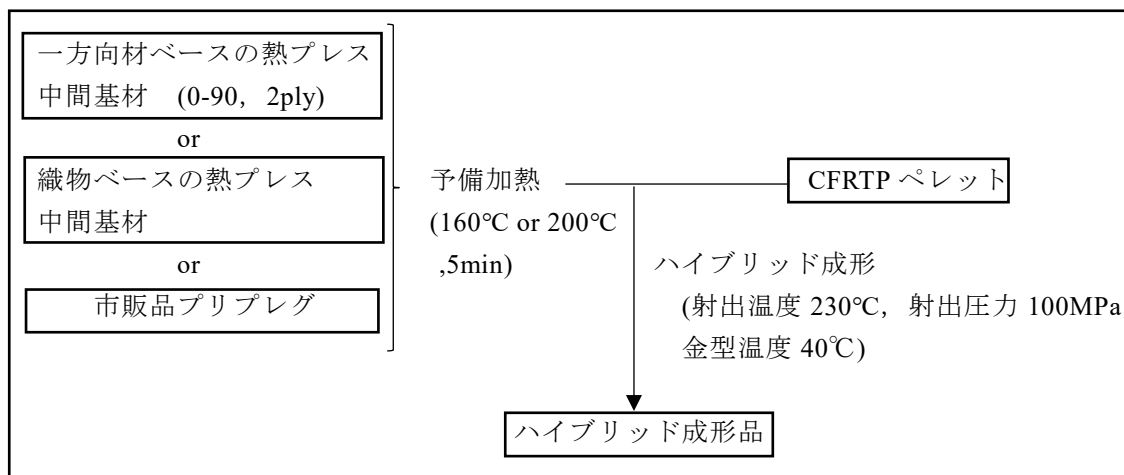 一方向材ベースの熱プレス
中間基材 (0-90, 2ply)
or
織物ベースの熱プレス
中間基材
or
市販品プリプレグ
予備加熱
(160℃ or 200℃
,5min)
CFRTP ペレット
ハイブリッド成形
(射出温度 230℃, 射出圧力 100MPa
金型温度 40℃)
ハイブリッド成形品